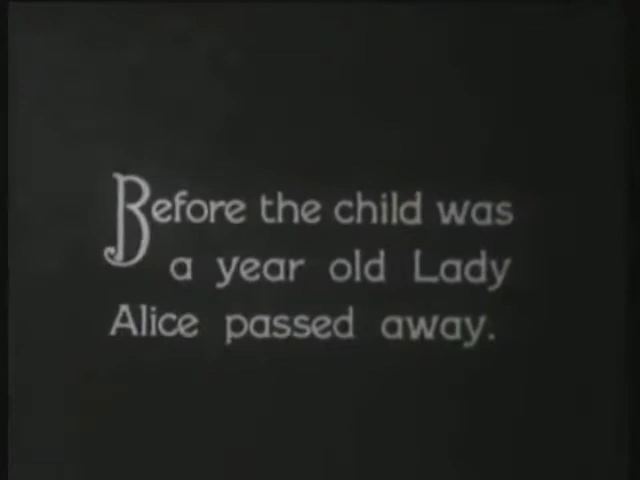 Before the child was
a year old Lady
Alice passed away.